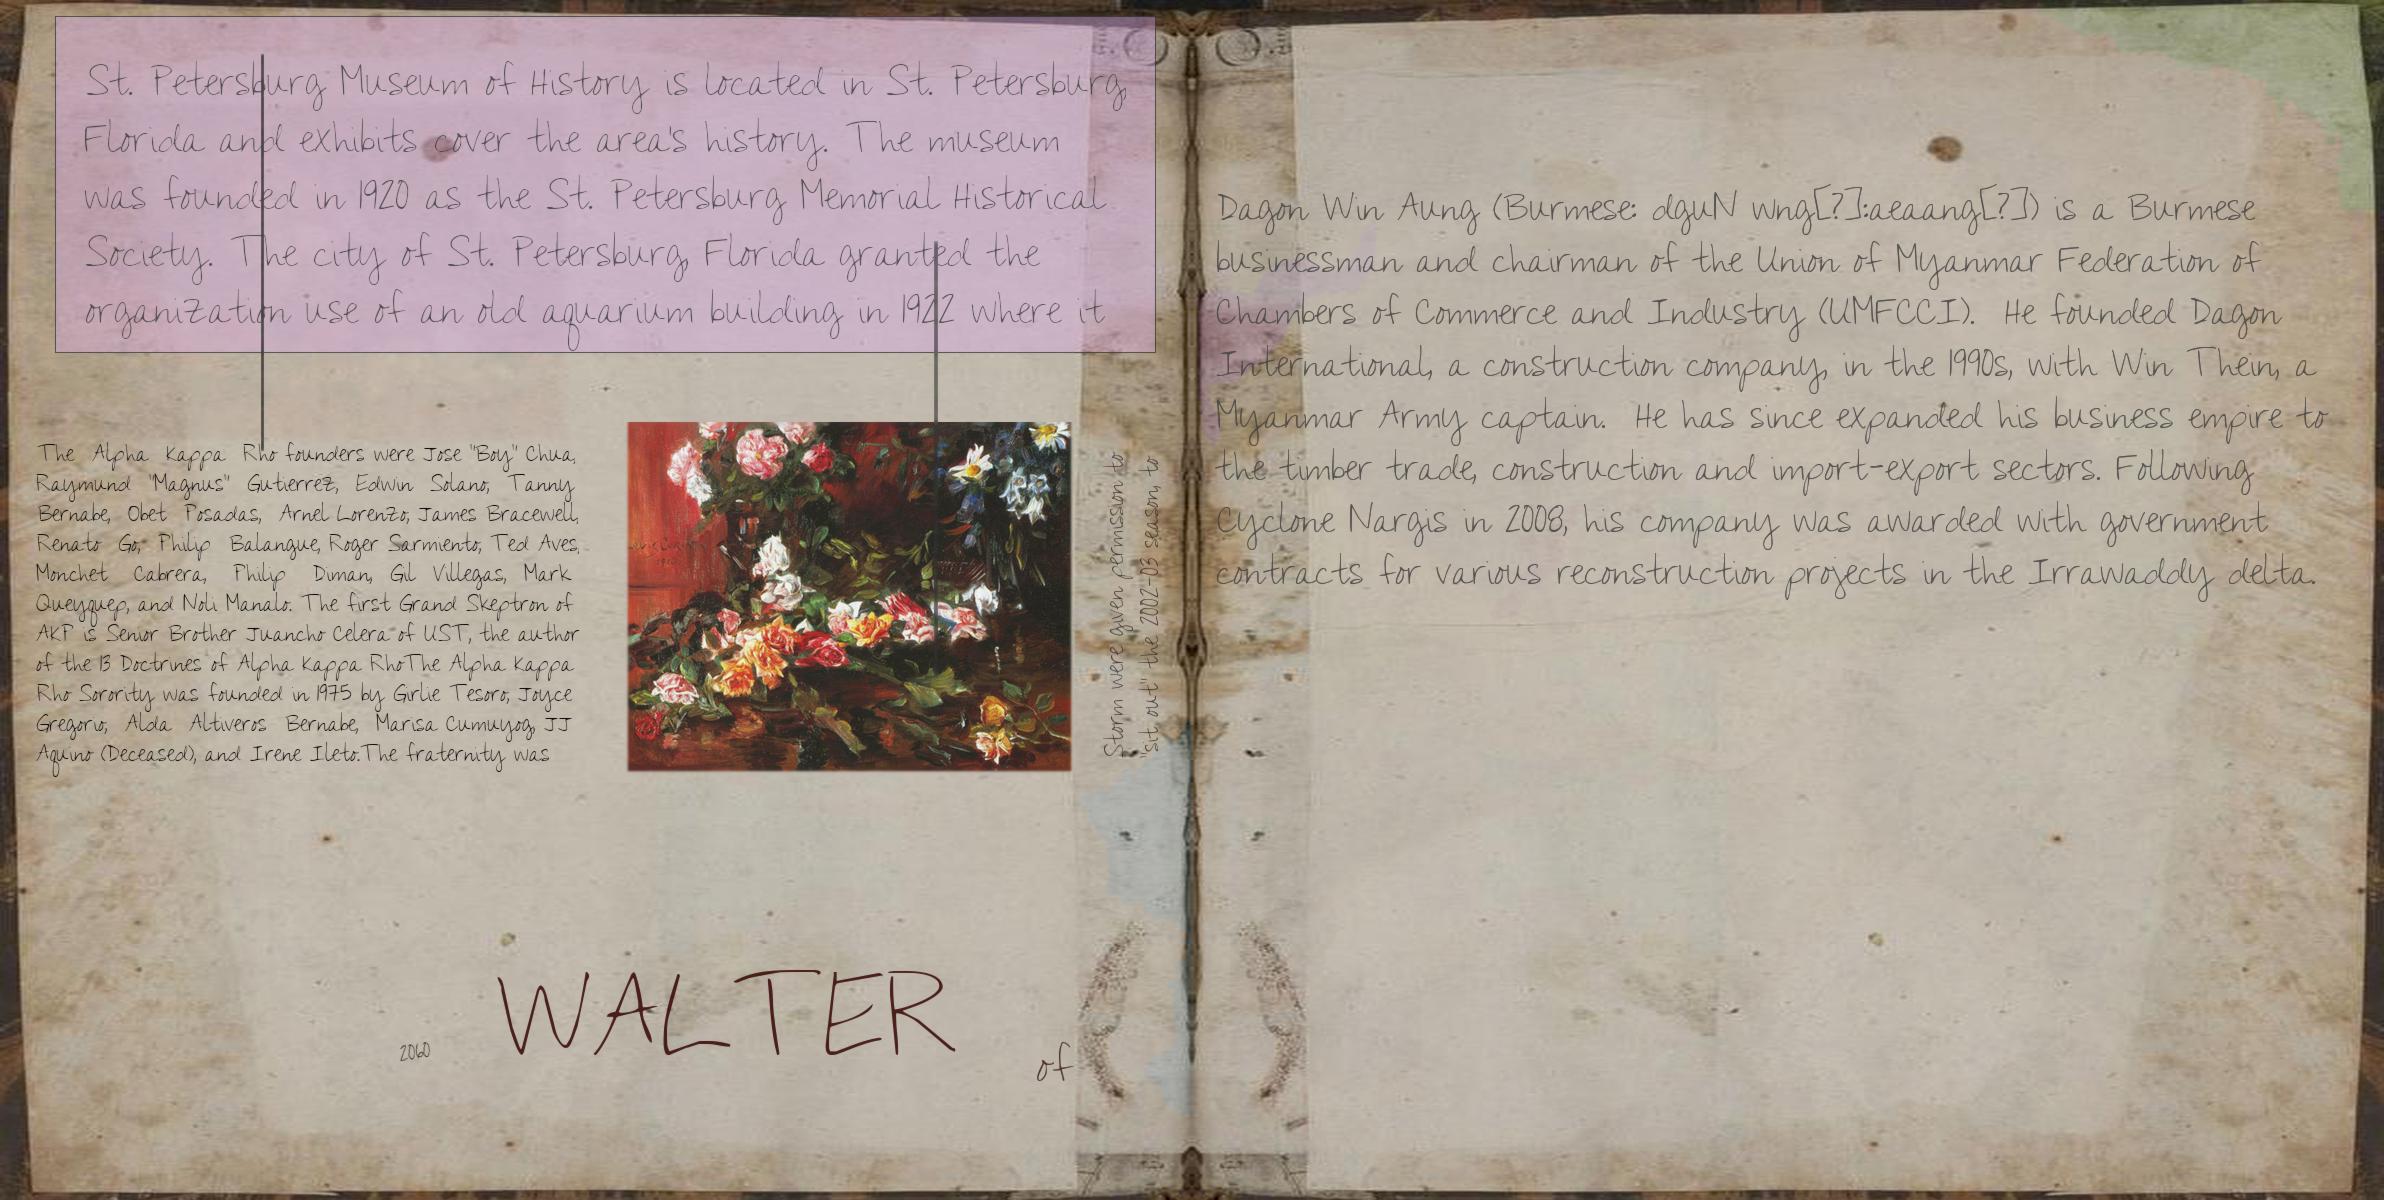 St. Petersburg Museum of History is located in St. Petersburg,
Florida and exhibits cover the area's history. The museum
was founded in 1920 as the St. Petersburg Memorial Historical
Society. The city of St. Petersburg, Florida granted the
organization use of an old aquarium building in 1922 where it
The Alpha Kappa Rho founders were Jose "Boy" Chua,
Raymund "Magnus" Gutierrez, Edwin Solano, Tanny
Bernabe, Obet Posadas, Arnel Lorenzo, James Bracewell,
Renato Go, Philip Balangue, Roger Sarmiento, Ted Aves,
Monchet Cabrera, Philip Diman, Gil Villegas, Mark
Queyquep, and Noli Manalo. The first Grand Skeptron of
AKP is Senior Brother Juancho Celera of UST, the author
of the 13 Doctrines of Alpha Kappa RhoThe Alpha Kappa
Rho Sorority was founded in 1975 by Girlie Tesoro, Joyce
Gregorio, Alda Altiveros Bernabe, Marisa Cumuyog, JJ
Aquino (Deceased), and Irene Ileto.The fraternity was
Storm were given permission to
"sit out" the 2002-03 season, to
2060
WALTER
of
Dagon Win Aung (Burmese: dguN wng[?]:aeaang[?]) is a Burmese
businessman and chairman of the Union of Myanmar Federation of
Chambers of Commerce and Industry (UMFCCI).  He founded Dagon
International, a construction company, in the 1990s, with Win Thein, a
Myanmar Army captain.  He has since expanded his business empire to
the timber trade, construction and import-export sectors. Following
Cyclone Nargis in 2008, his company was awarded with government
contracts for various reconstruction projects in the Irrawaddy delta.